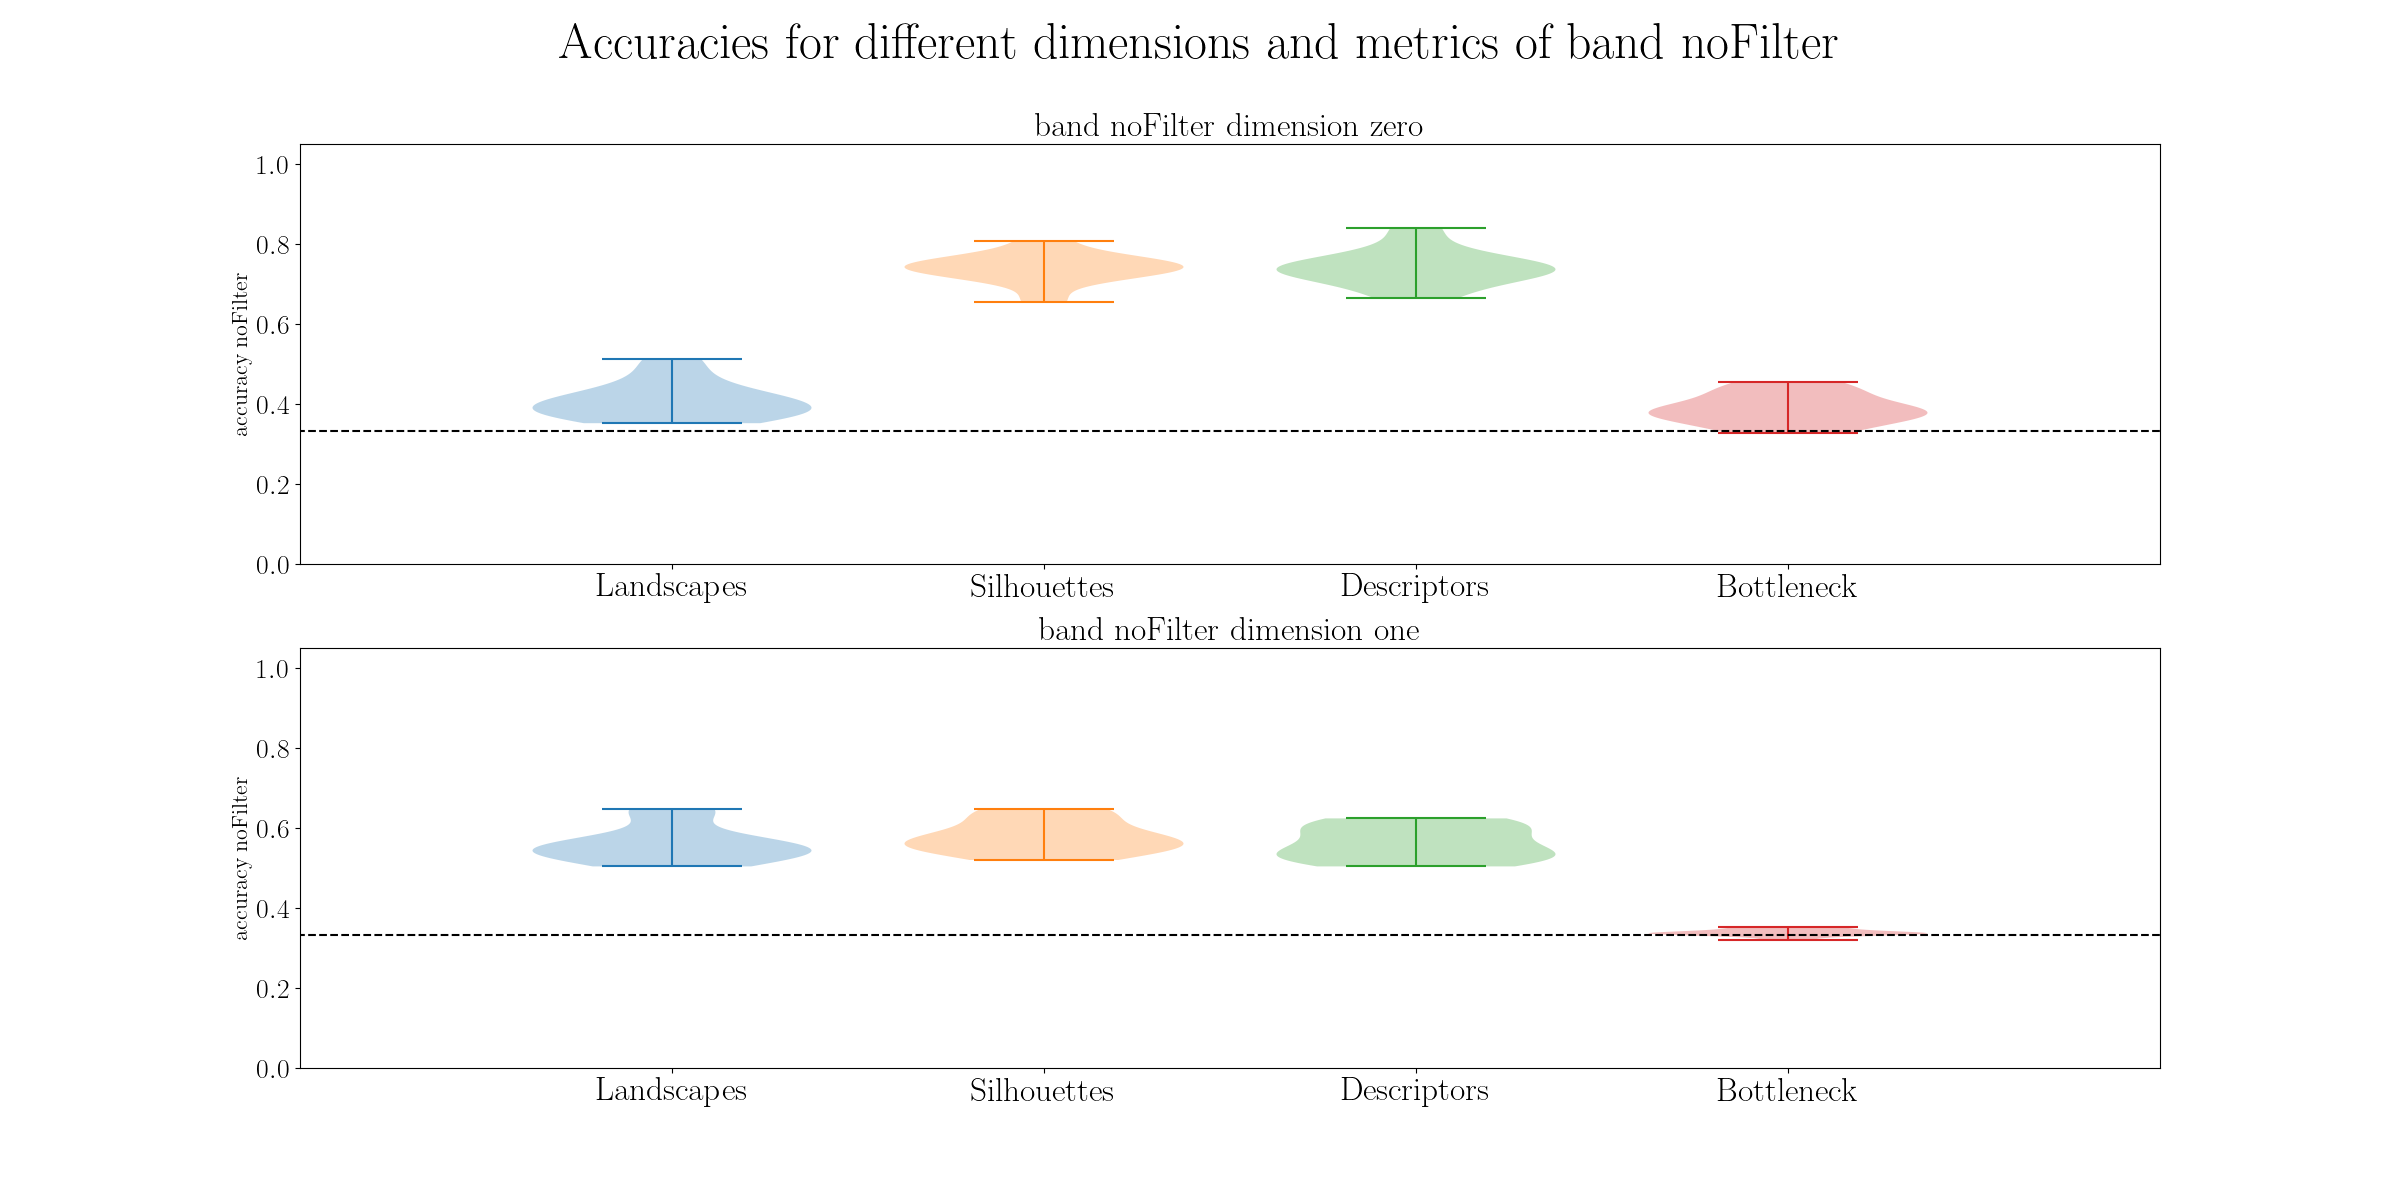 Accuracies for different dimensions and metrics of band noFilter
band noFilter dimension zero
1.0
0.8
0.6
0.4
0.2
0.0
accuracy noFilter
Landscapes Silhouettes Descriptors Bottleneck
band noFilter dimension one
1.0
0.8
0.6
0.4
0.2
0.0
accuracy noFilter
Landscapes Silhouettes Descriptors Bottleneck